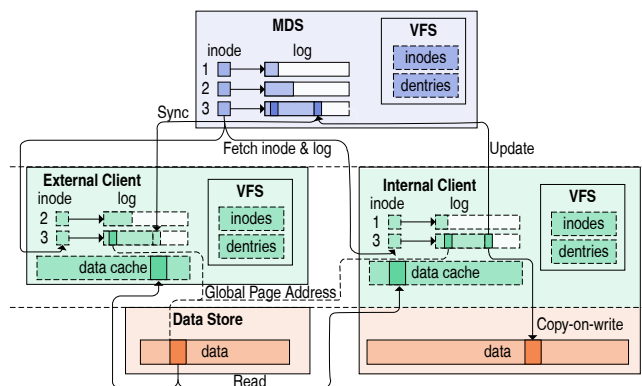 MDS
inode
log
VFS
1
inodes
2
dentries
3
Sync
Fetch inode & log
Update
External Client
inode
log
VFS
2
inodes
3
dentries
data cache
Internal Client
inode
log
VFS
1
inodes
3
dentries
data cache
Global Page Address
Data Store
data
Read
Copy-on-write
data